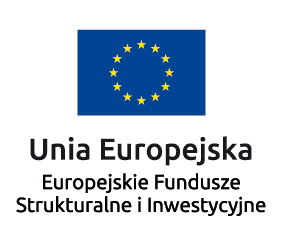 Unia Europejska
Europejskie Fundusze
Strukturalne i Inwestycyjne